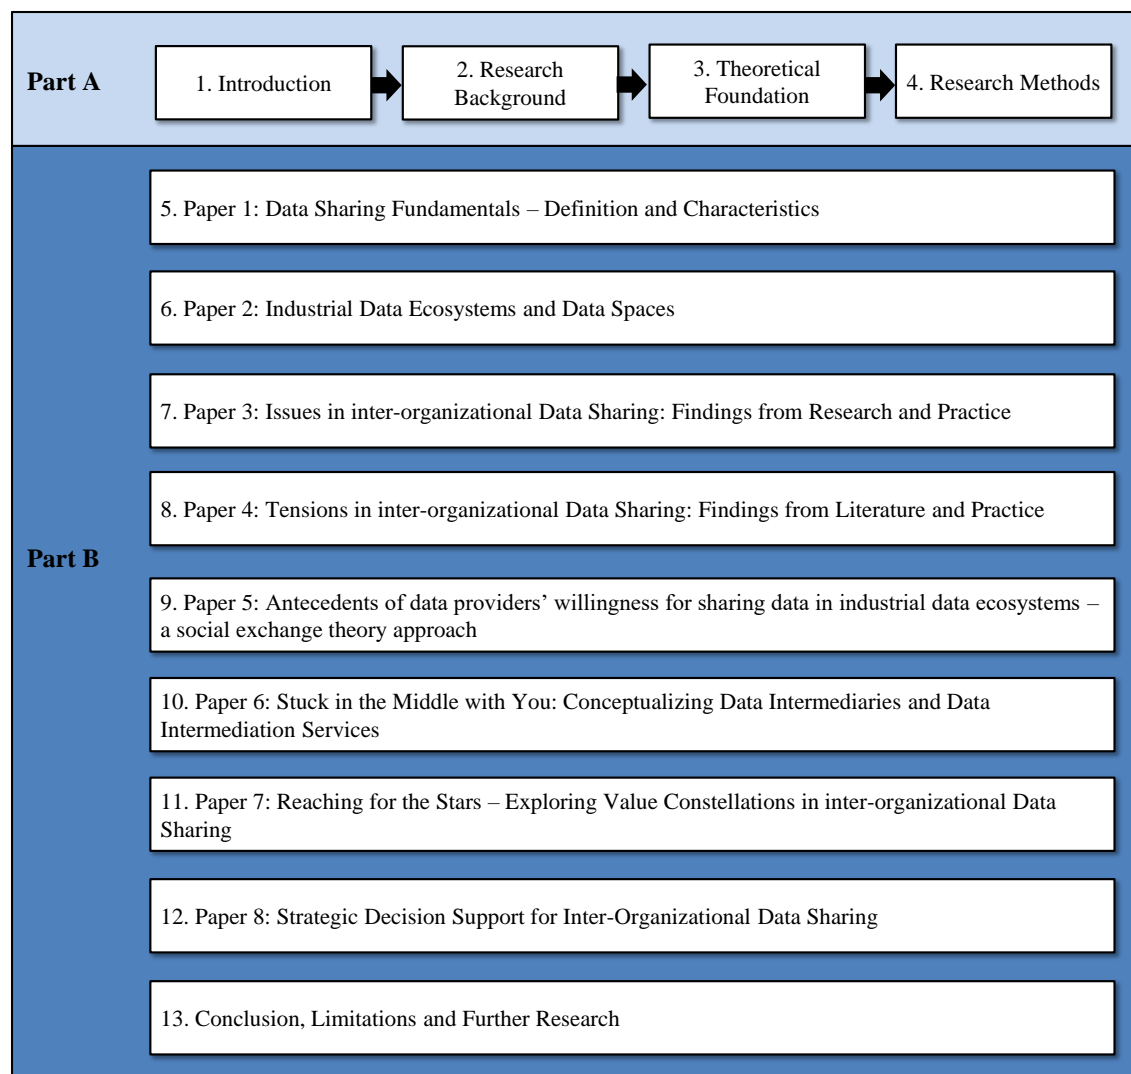 Part A
1. Introduction
2. Research
Background
3. Theoretical
Foundation
4. Research Methods
Part B
5. Paper 1: Data Sharing Fundamentals – Definition and Characteristics
6. Paper 2: Industrial Data Ecosystems and Data Spaces
7. Paper 3: Issues in inter-organizational Data Sharing: Findings from Research and Practice
8. Paper 4: Tensions in inter-organizational Data Sharing: Findings from Literature and Practice
9. Paper 5: Antecedents of data providers’ willingness for sharing data in industrial data ecosystems –
a social exchange theory approach
10. Paper 6: Stuck in the Middle with You: Conceptualizing Data Intermediaries and Data
Intermediation Services
11. Paper 7: Reaching for the Stars – Exploring Value Constellations in inter-organizational Data
Sharing
12. Paper 8: Strategic Decision Support for Inter-Organizational Data Sharing
13. Conclusion, Limitations and Further Research